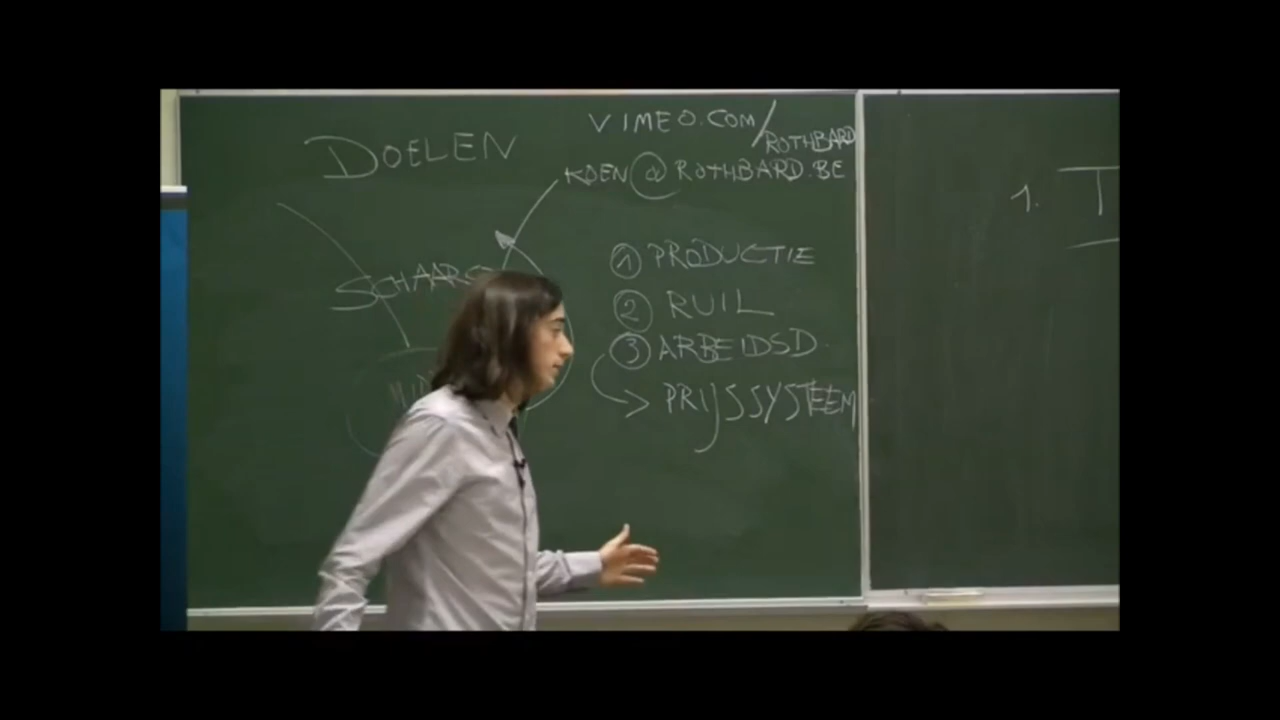 DOELEN
VIMEO.COM/ROTHBARD
KOEN@ROTHBARD.BE
1 PRODUCTIE
2 RUIL
3 ARBEIDSD.
PRIJSSYSTEEM
1.